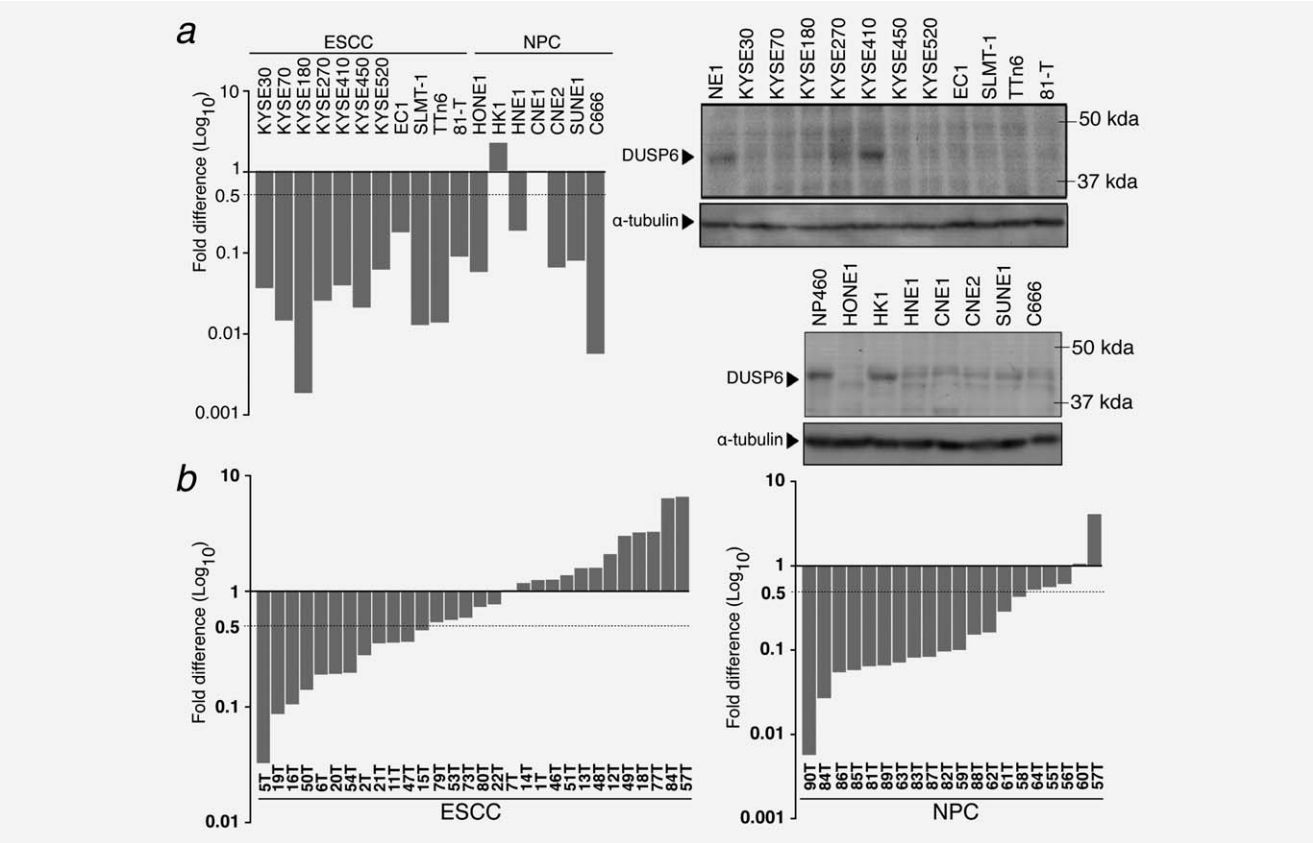 a
ESCC NPC
KYSE30 KYSE70 KYSE180 KYSE270 KYSE410 KYSE450 KYSE520 EC1 SLMT-1 TTn6 81-T HONE1 HK1 HNE1 CNE1 CNE2 SUNE1 C666
Fold difference (Log10)
10
1
0.5
0.1
0.01
0.001
NE1 KYSE30 KYSE70 KYSE180 KYSE270 KYSE410 KYSE450 KYSE520 EC1 SLMT-1 TTn6 81-T
50 kda
DUSP6
37 kda
α-tubulin
NP460 HONE1 HK1 HNE1 CNE1 CNE2 SUNE1 C666
50 kda
DUSP6
37 kda
α-tubulin
b
Fold difference (Log10)
10
1
0.5
0.1
0.01
5T 19T 16T 50T 6T 20T 54T 2T 21T 11T 47T 15T 79T 53T 73T 80T 22T 7T 14T 1T 46T 51T 13T 48T 12T 49T 18T 77T 84T 57T
ESCC
Fold difference (Log10)
10
1
0.5
0.1
0.01
0.001
90T 84T 86T 85T 81T 89T 63T 83T 87T 82T 59T 88T 62T 61T 58T 64T 55T 56T 60T 57T
NPC